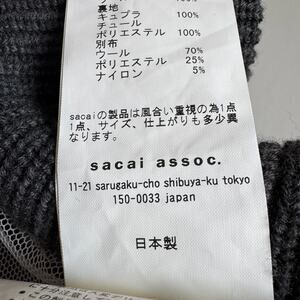 裏地
キュプラ 100%
チュール
ポリエステル 100%
別布
ウール 70%
ポリエステル 25%
ナイロン 5%
sacaiの製品は風合い重視の為1点
1点、サイズ、仕上がりも多少異
なります。
sacai assoc.
11-21 sarugaku-cho shibuya-ku tokyo
150-0033 japan
日本製